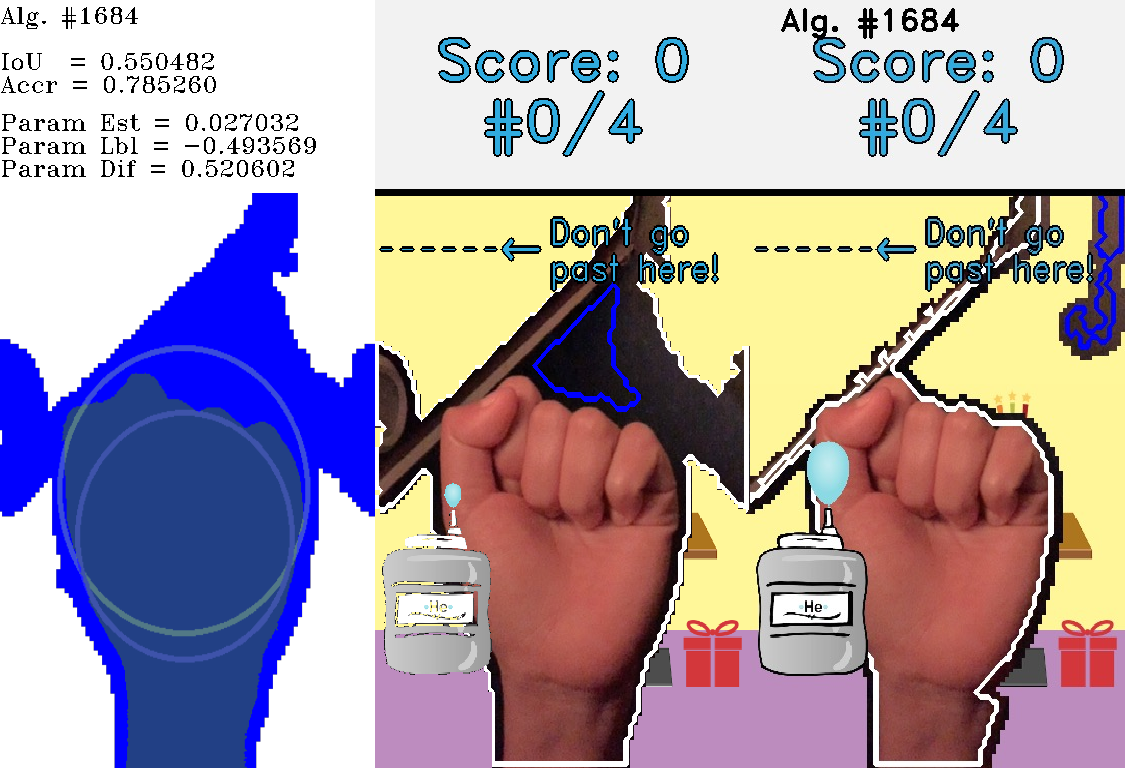 Alg. #1684
IoU = 0.550482
Accr = 0.785260
Param Est = 0.027032
Param Lbl = −0.493569
Param Dif = 0.520602
Score: 0
#0/4
Don't go
past here!
He
Alg. #1684
Score: 0
#0/4
Don't go
past here!
He